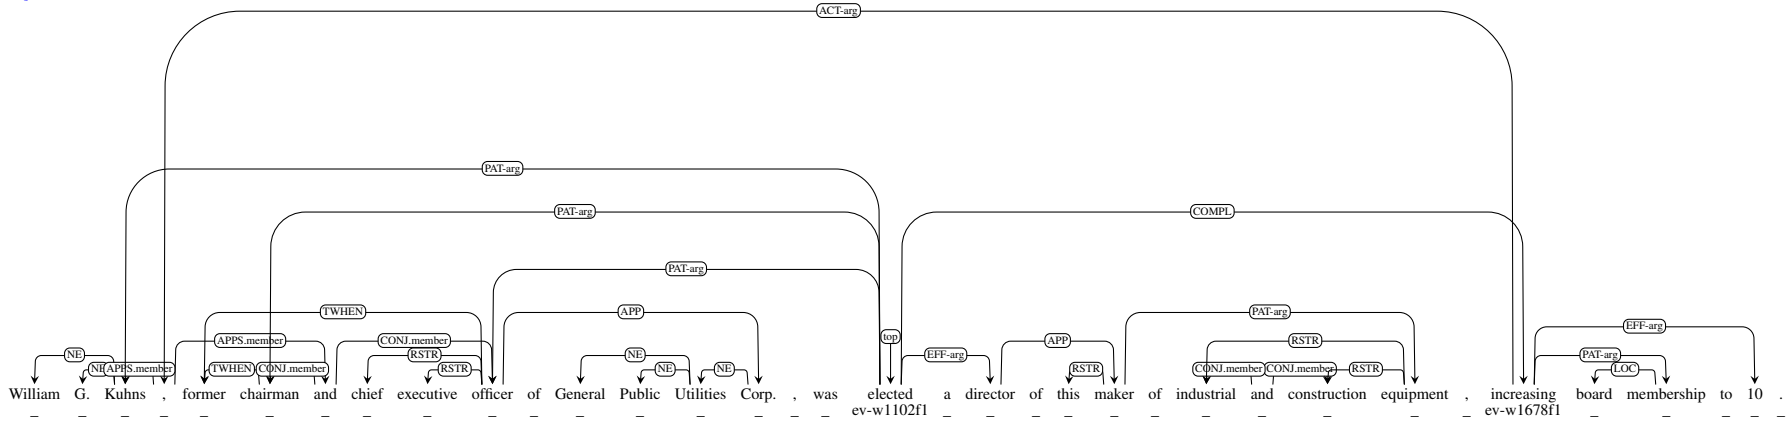 ACT-arg
PAT-arg
PAT-arg COMPL
PAT-arg
TWHEN APP PAT-arg
EFF-arg
top
APPS.member CONJ.member APP RSTR
NE RSTR NE EFF-arg PAT-arg
NE APPS.member TWHEN CONJ.member RSTR NE NE RSTR CONJ.member CONJ.member RSTR LOC
William G. Kuhns , former chairman and chief executive officer of General Public Utilities Corp. , was elected a director of this maker of industrial and construction equipment , increasing board membership to 10 .
_ _ _ _ _ _ _ _ _ _ _ _ _ _ _ _ _ ev-w1102f1 _ _ _ _ _ _ _ _ _ _ _ ev-w1678f1 _ _ _ _ _